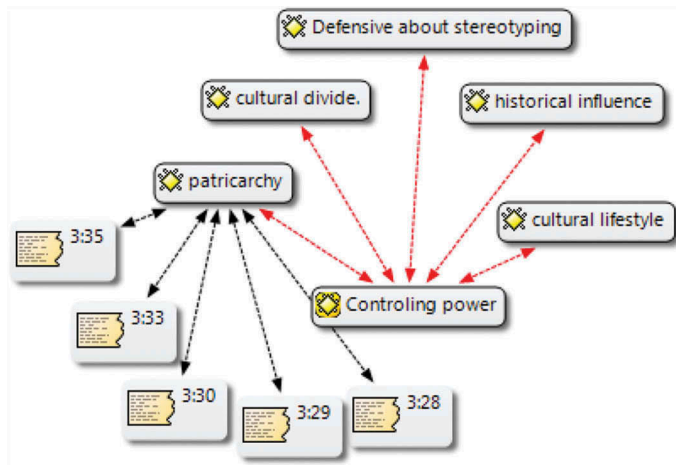 Defensive about stereotyping
cultural divide.
historical influence
patricarchy
cultural lifestyle
3:35
Controling power
3:33
3:30
3:29
3:28